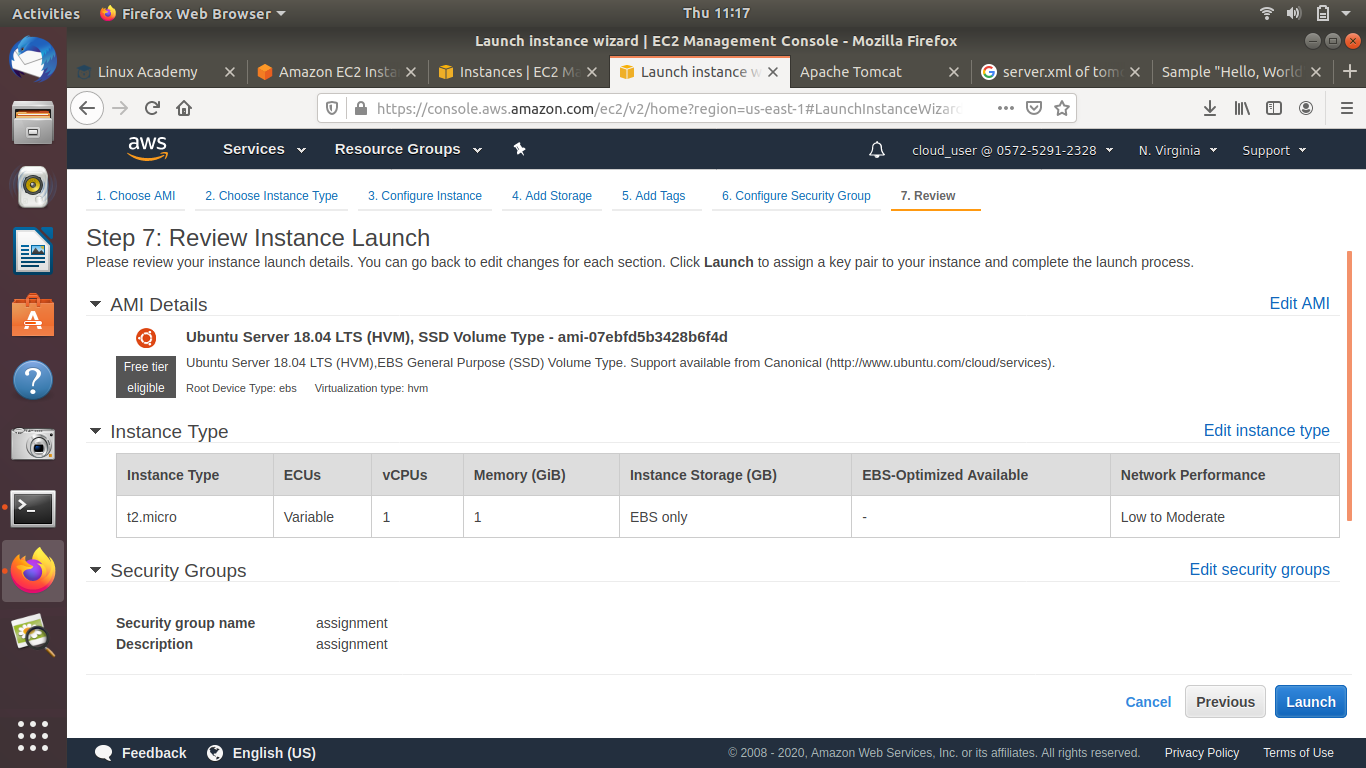 Activities Firefox Web Browser Thu 11:17
Launch instance wizard | EC2 Management Console - Mozilla Firefox
Linux Academy Amazon EC2 Insta Instances | EC2 Ma Launch instance w Apache Tomcat server.xml of tom Sample "Hello, World
https://console.aws.amazon.com/ec2/v2/home?region=us-east-1#LaunchInstanceWizard
aws Services Resource Groups cloud_user @ 0572-5291-2328 N. Virginia Support
1. Choose AMI 2. Choose Instance Type 3. Configure Instance 4. Add Storage 5. Add Tags 6. Configure Security Group 7. Review
Step 7: Review Instance Launch
Please review your instance launch details. You can go back to edit changes for each section. Click Launch to assign a key pair to your instance and complete the launch process.
AMI Details Edit AMI
Ubuntu Server 18.04 LTS (HVM), SSD Volume Type - ami-07ebfd5b3428b6f4d
Free tier
eligible
Ubuntu Server 18.04 LTS (HVM),EBS General Purpose (SSD) Volume Type. Support available from Canonical (http://www.ubuntu.com/cloud/services).
Root Device Type: ebs Virtualization type: hvm
Instance Type Edit instance type
Instance Type ECUs vCPUs Memory (GiB) Instance Storage (GB) EBS-Optimized Available Network Performance
t2.micro Variable 1 1 EBS only - Low to Moderate
Security Groups Edit security groups
Security group name assignment
Description assignment
Cancel Previous Launch
Feedback English (US) © 2008 - 2020, Amazon Web Services, Inc. or its affiliates. All rights reserved. Privacy Policy Terms of Use